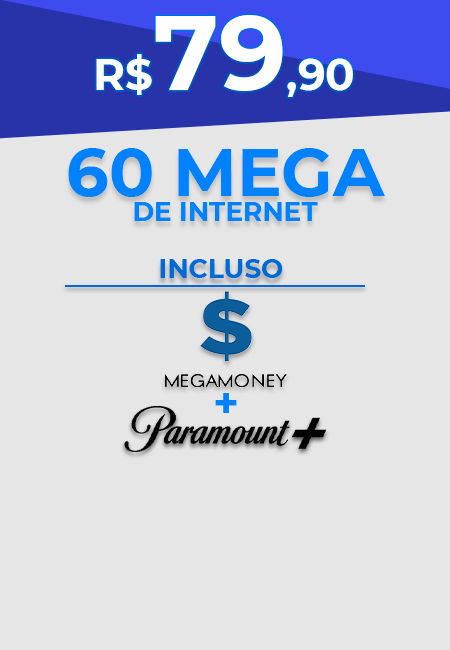 R$79,90
60 MEGA
DE INTERNET
INCLUSO
$
MEGAMONEY
+
Paramount+